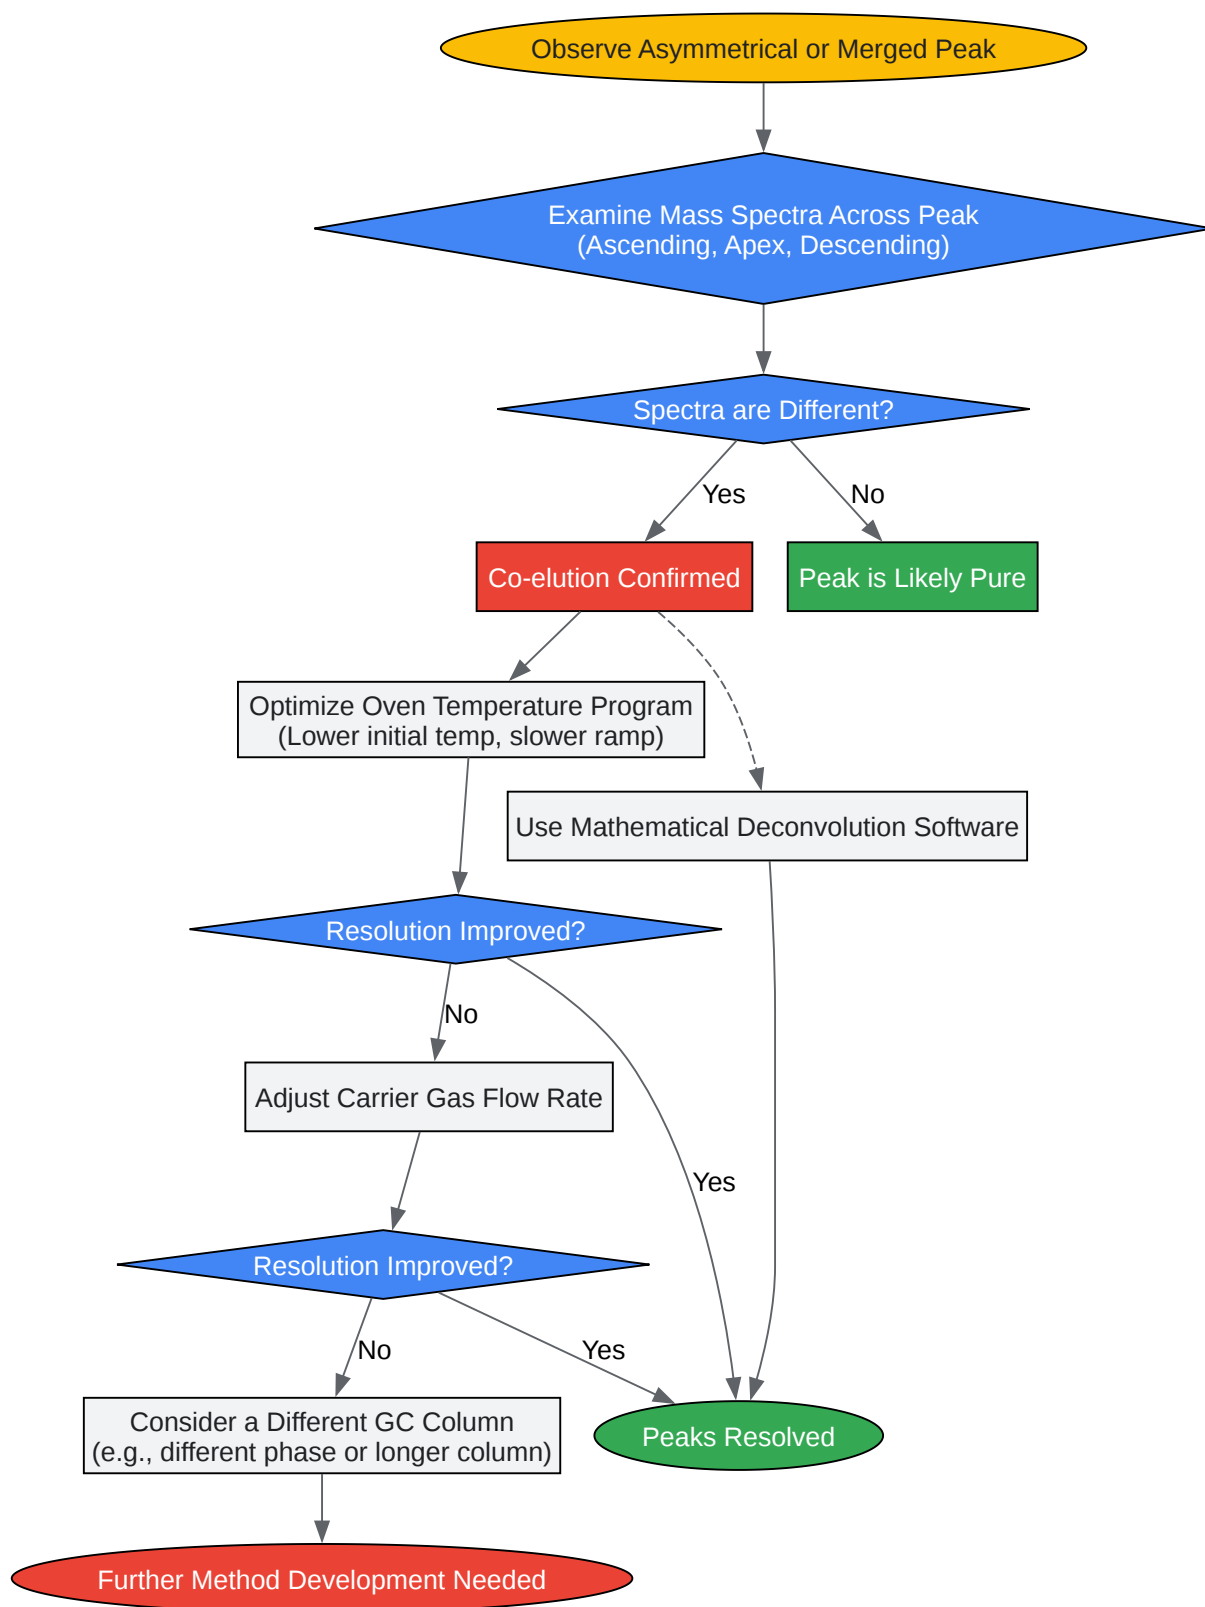 Observe Asymmetrical or Merged Peak
Examine Mass Spectra Across Peak
(Ascending, Apex, Descending)
Spectra are Different?
Yes
No
Co-elution Confirmed
Peak is Likely Pure
Optimize Oven Temperature Program
(Lower initial temp, slower ramp)
Use Mathematical Deconvolution Software
Resolution Improved?
No
Adjust Carrier Gas Flow Rate
Yes
Resolution Improved?
No
Yes
Consider a Different GC Column
(e.g., different phase or longer column)
Peaks Resolved
Further Method Development Needed